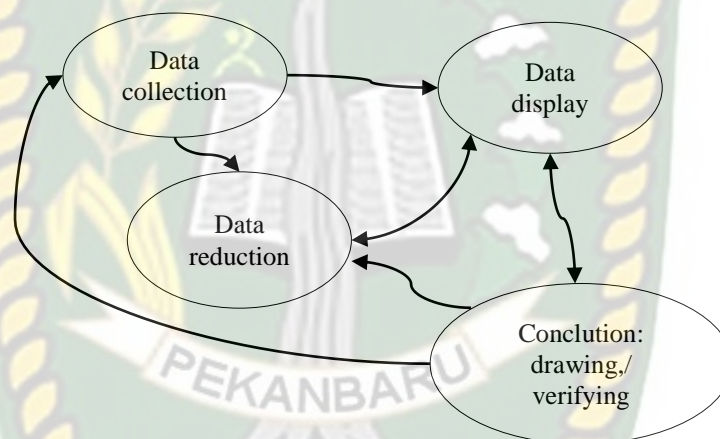 Data
collection
Data
display
Data
reduction
Conclution:
drawing,/
verifying
PEKANBARU